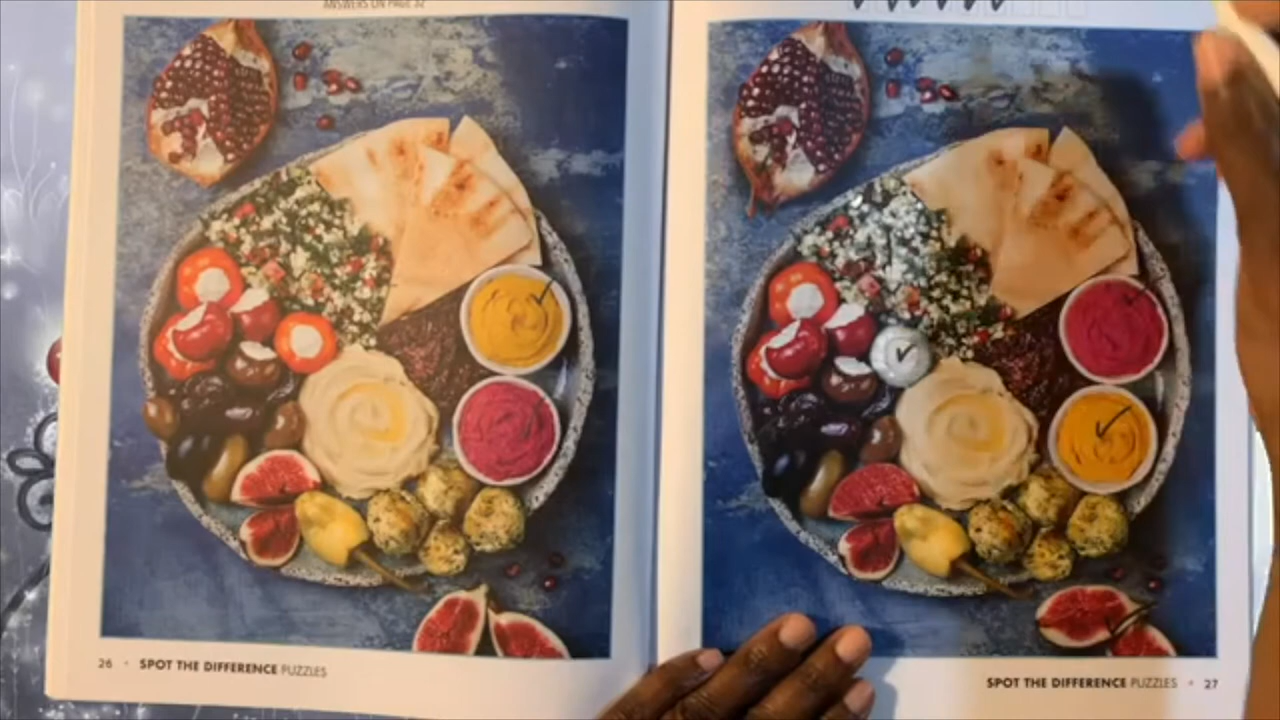 ANSWERS ON PAGE 32
26 • SPOT THE DIFFERENCE PUZZLES
SPOT THE DIFFERENCE PUZZLES • 27